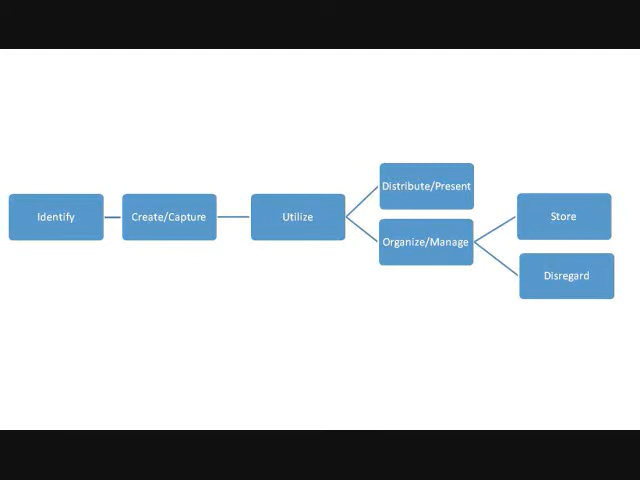 Identify
Create/Capture
Utilize
Distribute/Present
Organize/Manage
Store
Disregard